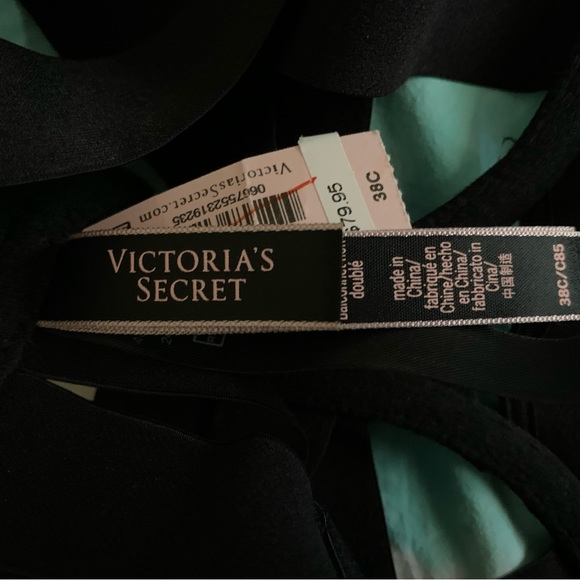 VictoriasSecret.com
0667552319235
$79.95
38C
VICTORIA'S
SECRET
doublé
made in
China/
fabriqué en
Chine/hecho
en China/
fabbricato in
Cina/
中国制造
38C/C85